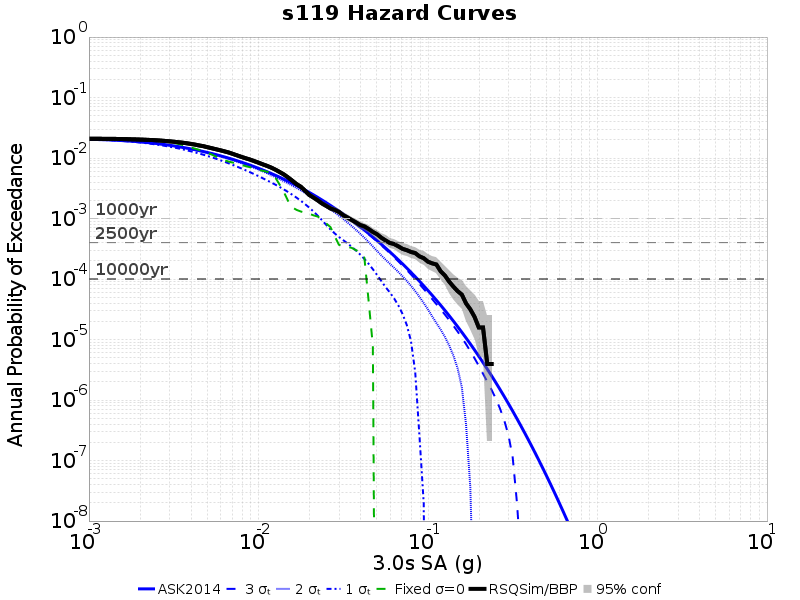 s119 Hazard Curves
Annual Probability of Exceedance
10^0
10^-1
10^-2
10^-3
10^-4
10^-5
10^-6
10^-7
10^-8
1000yr
2500yr
10000yr
10^-3 10^-2 10^-1 10^0 10^1
3.0s SA (g)
ASK2014 3 σₜ 2 σₜ 1 σₜ Fixed σ=0 RSQSim/BBP 95% conf